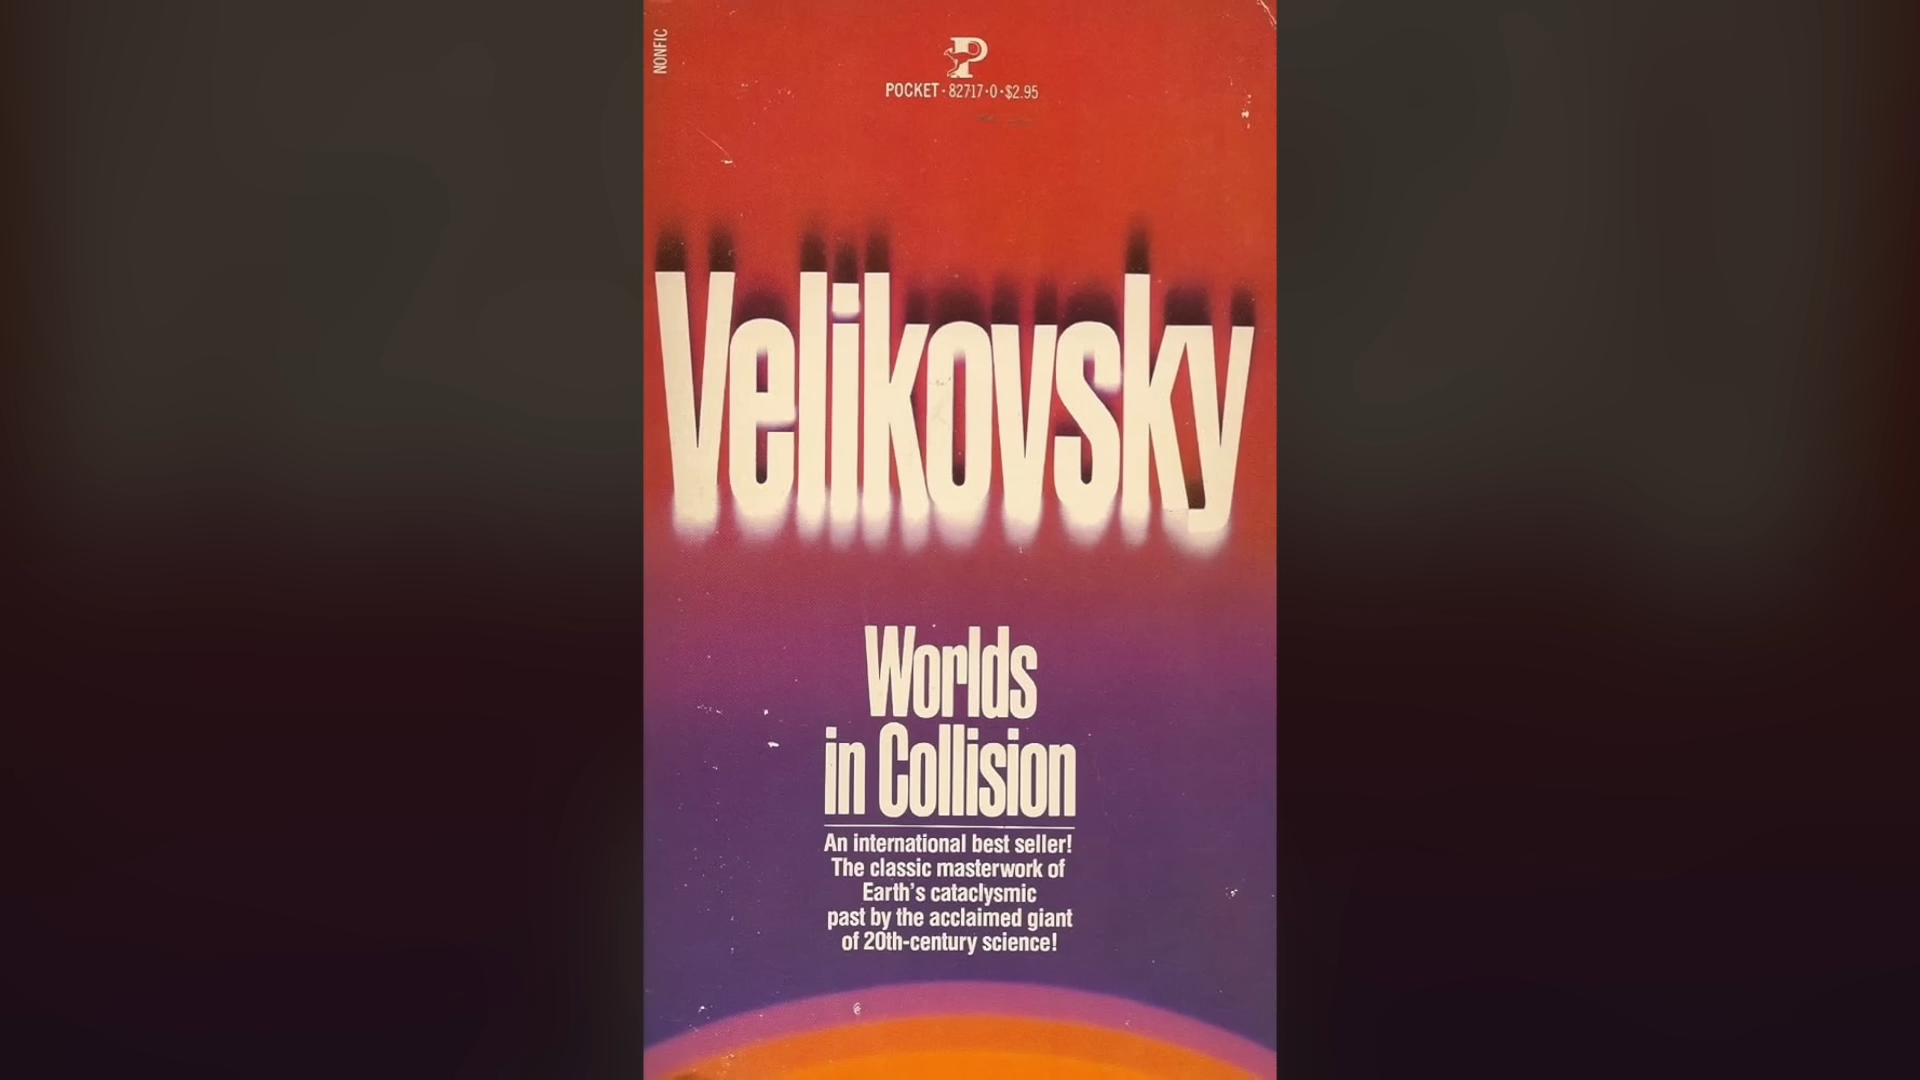 NONFIC
P
POCKET · 82717-0 · $2.95
Velikovsky
Worlds
in Collision
An international best seller!
The classic masterwork of
Earth's cataclysmic
past by the acclaimed giant
of 20th-century science!